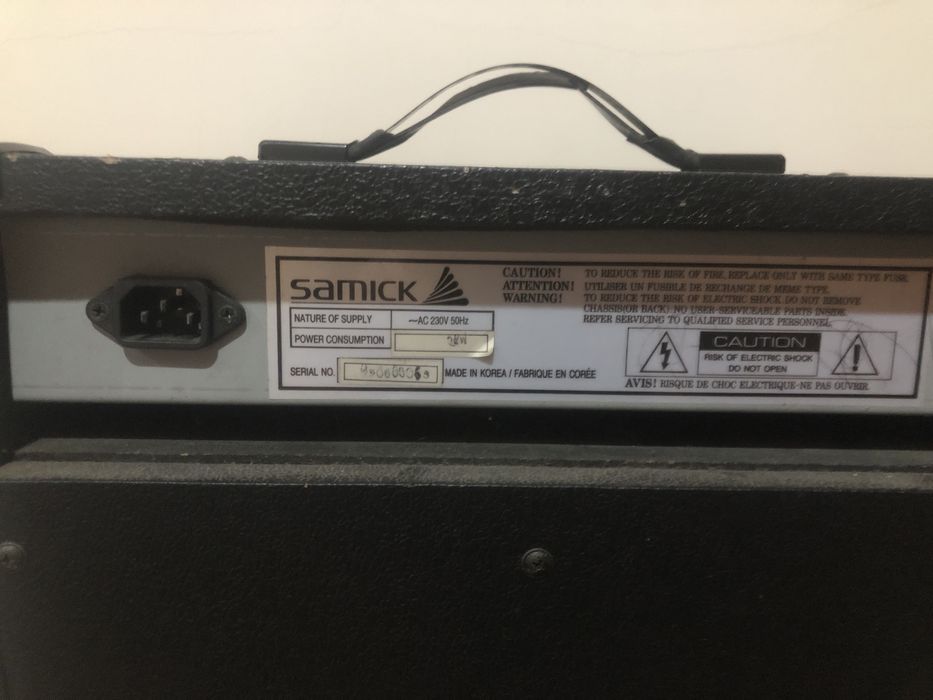 samick
NATURE OF SUPPLY ~AC 230V 50Hz
POWER CONSUMPTION
SERIAL NO. MADE IN KOREA / FABRIQUE EN CORÉE
CAUTION!
ATTENTION!
WARNING!
TO REDUCE THE RISK OF FIRE, REPLACE ONLY WITH SAME TYPE FUSE.
UTILISER UN FUSIBLE DE RECHANGE DE MEME TYPE.
TO REDUCE THE RISK OF ELECTRIC SHOCK DO NOT REMOVE
CHASSIS(OR BACK). NO USER-SERVICEABLE PARTS INSIDE.
REFER SERVICING TO QUALIFIED SERVICE PERSONNEL.
CAUTION
RISK OF ELECTRIC SHOCK
DO NOT OPEN
AVIS! RISQUE DE CHOC ELECTRIQUE-NE PAS OUVRIR.